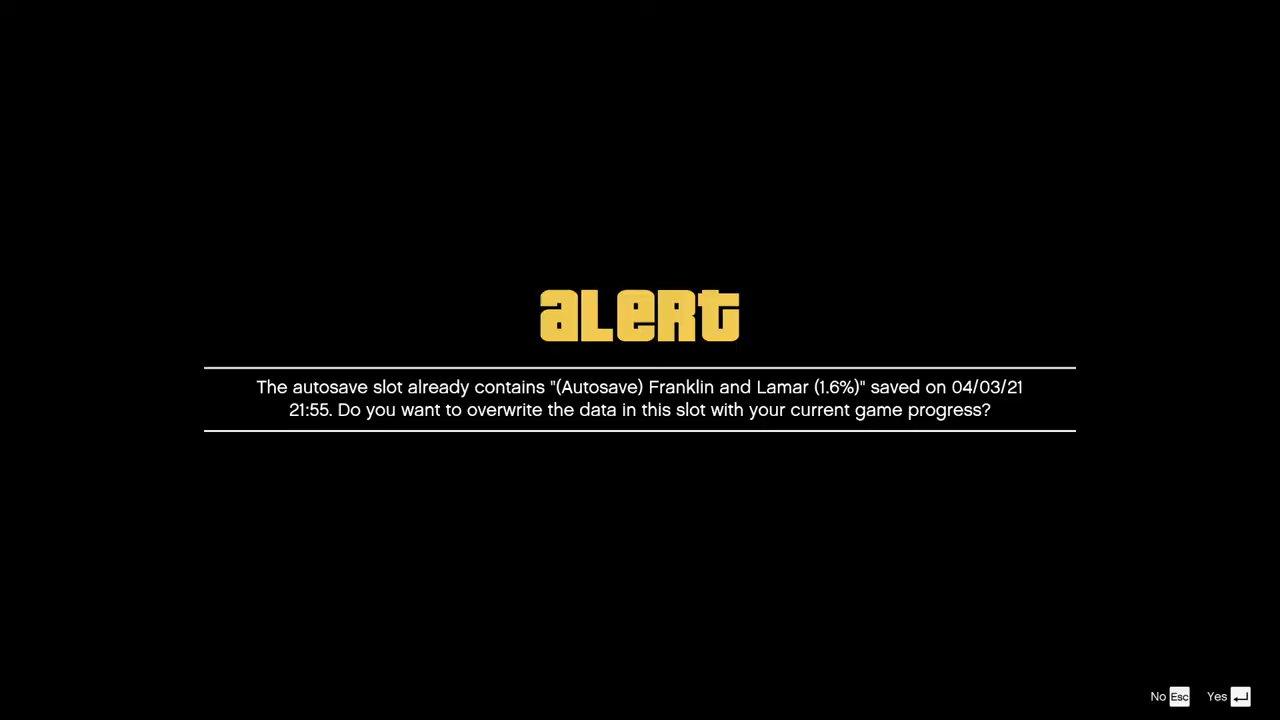 alert
The autosave slot already contains "(Autosave) Franklin and Lamar (1.6%)" saved on 04/03/21
21:55. Do you want to overwrite the data in this slot with your current game progress?
No Esc Yes